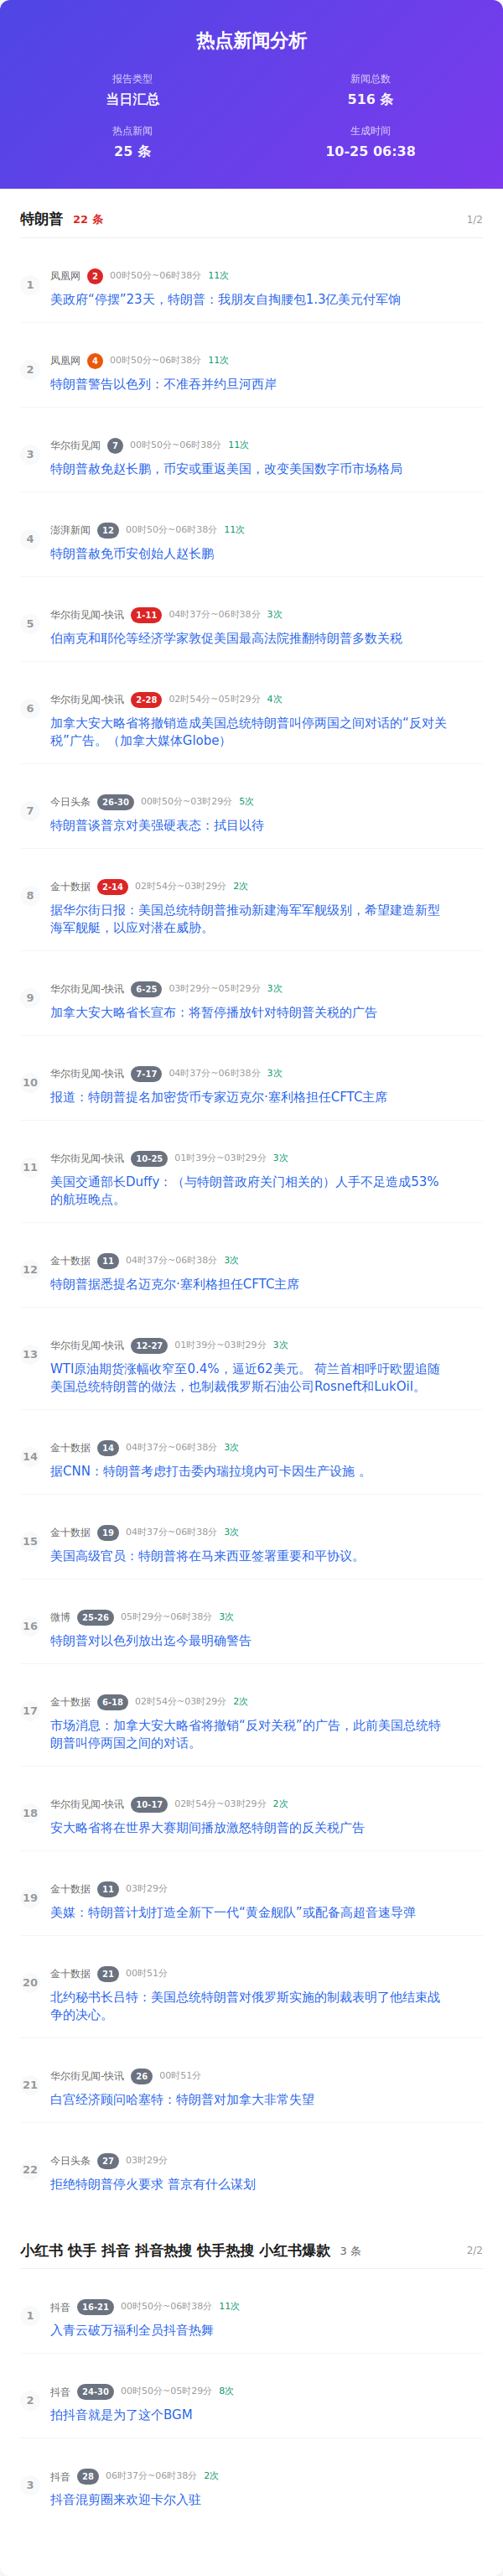 热点新闻分析
报告类型
当日汇总
新闻总数
516 条
热点新闻
25 条
生成时间
10-25 06:38
特朗普 22 条 1/2
1
凤凰网 2 00时50分~06时38分 11次
美政府“停摆”23天，特朗普：我朋友自掏腰包1.3亿美元付军饷
2
凤凰网 4 00时50分~06时38分 11次
特朗普警告以色列：不准吞并约旦河西岸
3
华尔街见闻 7 00时50分~06时38分 11次
特朗普赦免赵长鹏，币安或重返美国，改变美国数字币市场格局
4
澎湃新闻 12 00时50分~06时38分 11次
特朗普赦免币安创始人赵长鹏
5
华尔街见闻-快讯 1-11 04时37分~06时38分 3次
伯南克和耶伦等经济学家敦促美国最高法院推翻特朗普多数关税
6
华尔街见闻-快讯 2-28 02时54分~05时29分 4次
加拿大安大略省将撤销造成美国总统特朗普叫停两国之间对话的“反对关
税”广告。（加拿大媒体Globe）
7
今日头条 26-30 00时50分~03时29分 5次
特朗普谈普京对美强硬表态：拭目以待
8
金十数据 2-14 02时54分~03时29分 2次
据华尔街日报：美国总统特朗普推动新建海军军舰级别，希望建造新型
海军舰艇，以应对潜在威胁。
9
华尔街见闻-快讯 6-25 03时29分~05时29分 3次
加拿大安大略省长宣布：将暂停播放针对特朗普关税的广告
10
华尔街见闻-快讯 7-17 04时37分~06时38分 3次
报道：特朗普提名加密货币专家迈克尔·塞利格担任CFTC主席
11
华尔街见闻-快讯 10-25 01时39分~03时29分 3次
美国交通部长Duffy：（与特朗普政府关门相关的）人手不足造成53%
的航班晚点。
12
金十数据 11 04时37分~06时38分 3次
特朗普据悉提名迈克尔·塞利格担任CFTC主席
13
华尔街见闻-快讯 12-27 01时39分~03时29分 3次
WTI原油期货涨幅收窄至0.4%，逼近62美元。 荷兰首相呼吁欧盟追随
美国总统特朗普的做法，也制裁俄罗斯石油公司Rosneft和LukOil。
14
金十数据 14 04时37分~06时38分 3次
据CNN：特朗普考虑打击委内瑞拉境内可卡因生产设施 。
15
金十数据 19 04时37分~06时38分 3次
美国高级官员：特朗普将在马来西亚签署重要和平协议。
16
微博 25-26 05时29分~06时38分 3次
特朗普对以色列放出迄今最明确警告
17
金十数据 6-18 02时54分~03时29分 2次
市场消息：加拿大安大略省将撤销“反对关税”的广告，此前美国总统特
朗普叫停两国之间的对话。
18
华尔街见闻-快讯 10-17 02时54分~03时29分 2次
安大略省将在世界大赛期间播放激怒特朗普的反关税广告
19
金十数据 11 03时29分
美媒：特朗普计划打造全新下一代“黄金舰队”或配备高超音速导弹
20
金十数据 21 00时51分
北约秘书长吕特：美国总统特朗普对俄罗斯实施的制裁表明了他结束战
争的决心。
21
华尔街见闻-快讯 26 00时51分
白宫经济顾问哈塞特：特朗普对加拿大非常失望
22
今日头条 27 03时29分
拒绝特朗普停火要求 普京有什么谋划
小红书 快手 抖音 抖音热搜 快手热搜 小红书爆款 3 条 2/2
1
抖音 16-21 00时50分~06时38分 11次
入青云破万福利全员抖音热舞
2
抖音 24-30 00时50分~05时29分 8次
拍抖音就是为了这个BGM
3
抖音 28 06时37分~06时38分 2次
抖音混剪圈来欢迎卡尔入驻